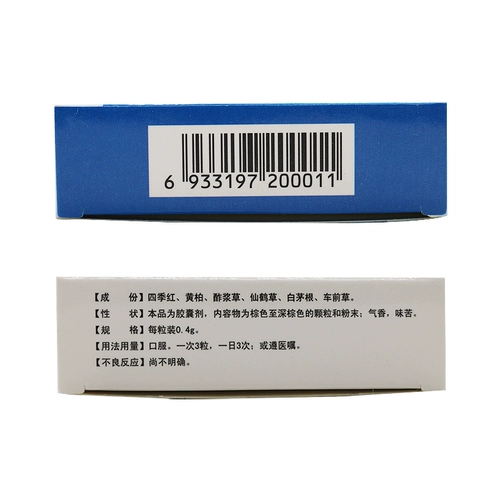 6 933197 200011
【成　份】四季红、黄柏、酢浆草、仙鹤草、白茅根、车前草。
【性　状】本品为胶囊剂，内容物为棕色至深棕色的颗粒和粉末；气香，味苦。
【规　格】每粒装0.4g。
【用法用量】口服。一次3粒，一日3次；或遵医嘱。
【不良反应】尚不明确。